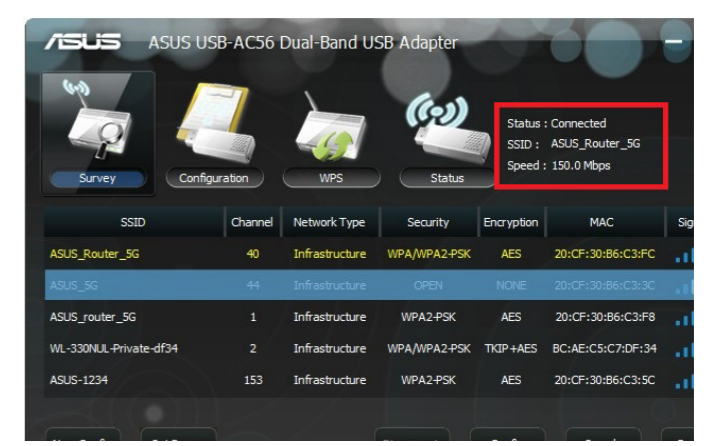 ASUS ASUS USB-AC56 Dual-Band USB Adapter
Status : Connected
SSID : ASUS_Router_5G
Speed : 150.0 Mbps
Survey Configuration WPS Status
SSID Channel Network Type Security Encryption MAC Sig
ASUS_Router_5G 40 Infrastructure WPA/WPA2-PSK AES 20:CF:30:B6:C3:FC
ASUS_5G 44 Infrastructure OPEN NONE 20:CF:30:B6:C3:3C
ASUS_router_5G 1 Infrastructure WPA2-PSK AES 20:CF:30:B6:C3:F8
WL-330NUL-Private-df34 2 Infrastructure WPA/WPA2-PSK TKIP+AES BC:AE:C5:C7:DF:34
ASUS-1234 153 Infrastructure WPA2-PSK AES 20:CF:30:B6:C3:5C